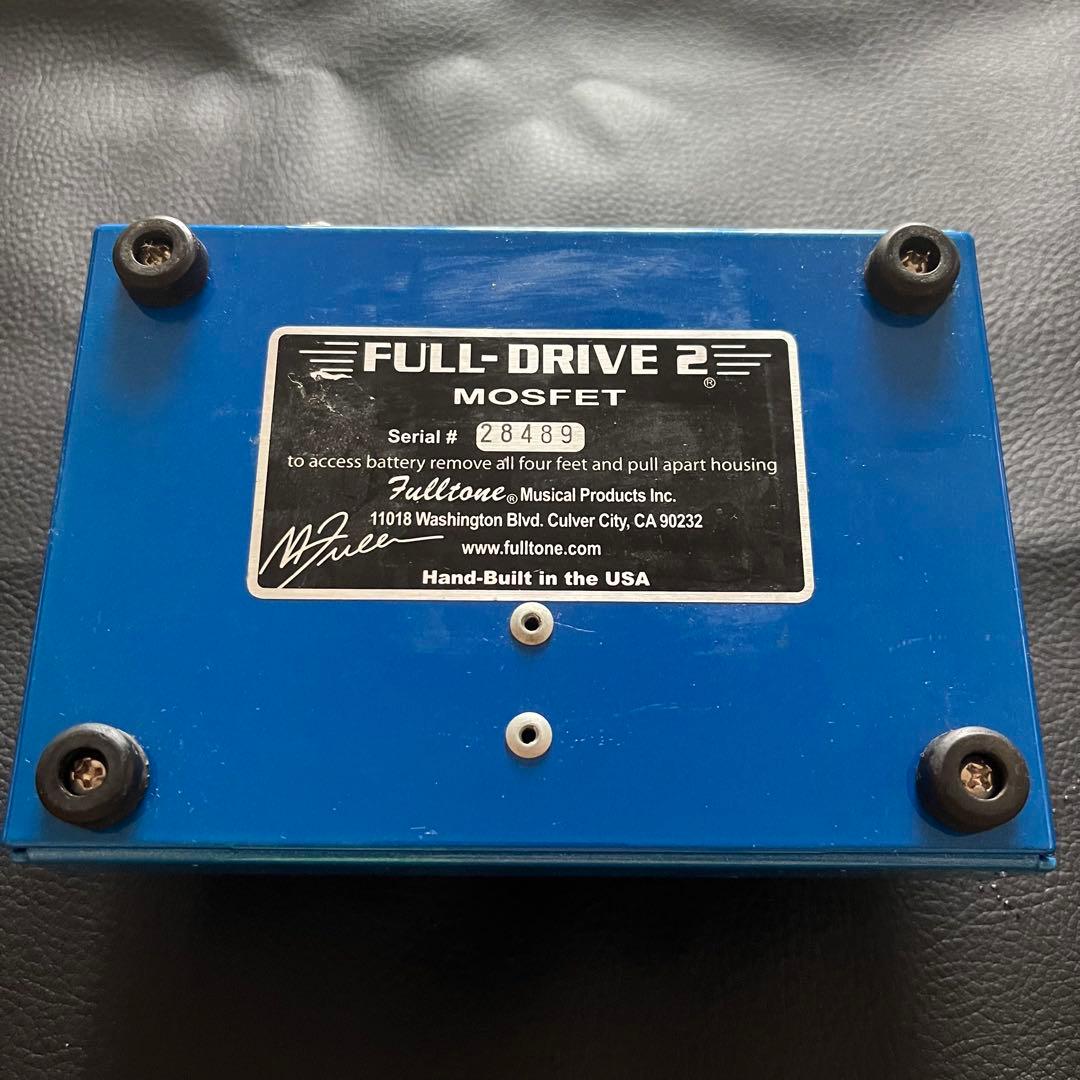 FULL-DRIVE 2®
MOSFET
Serial # 28489
to access battery remove all four feet and pull apart housing
Fulltone® Musical Products Inc.
11018 Washington Blvd. Culver City, CA 90232
M Fuller
www.fulltone.com
Hand-Built in the USA